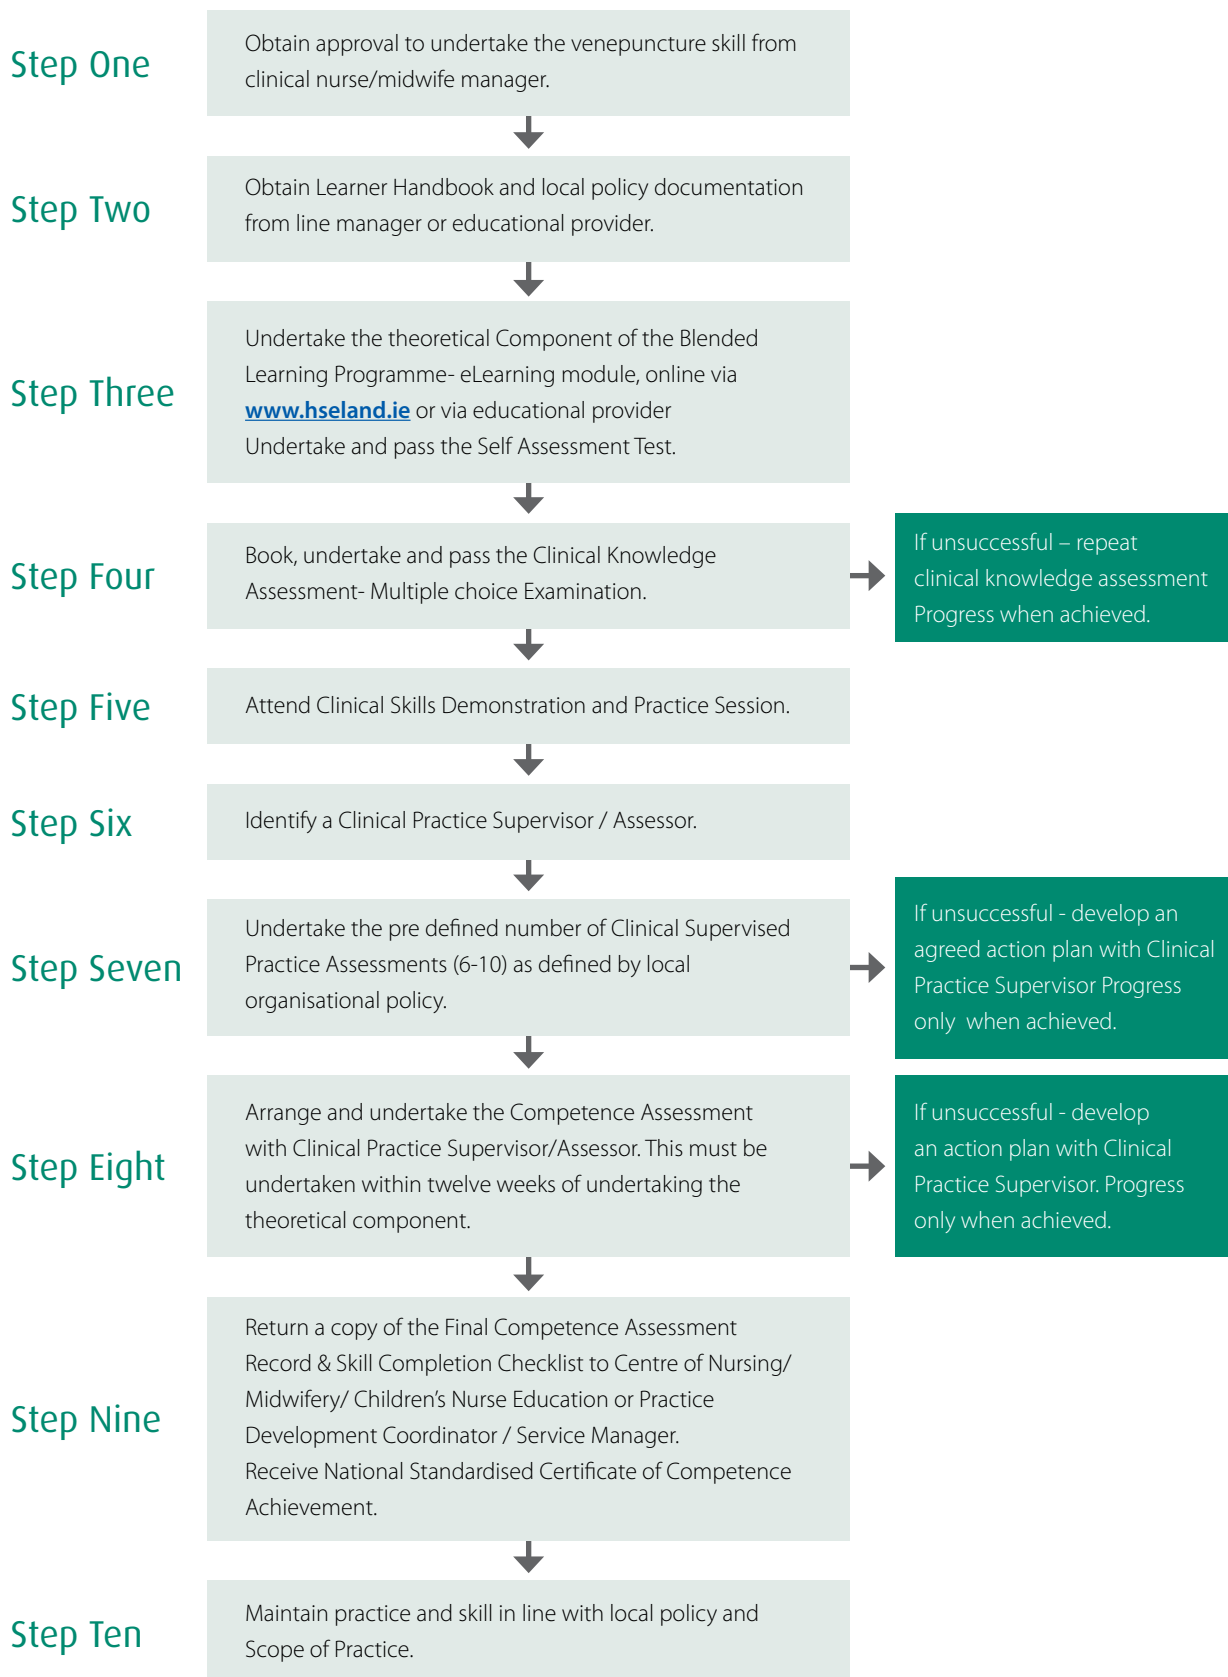 Step One
Obtain approval to undertake the venepuncture skill from
clinical nurse/midwife manager.
Step Two
Obtain Learner Handbook and local policy documentation
from line manager or educational provider.
Step Three
Undertake the theoretical Component of the Blended
Learning Programme- eLearning module, online via
www.hseland.ie or via educational provider
Undertake and pass the Self Assessment Test.
Step Four
Book, undertake and pass the Clinical Knowledge
Assessment- Multiple choice Examination.
If unsuccessful – repeat
clinical knowledge assessment
Progress when achieved.
Step Five
Attend Clinical Skills Demonstration and Practice Session.
Step Six
Identify a Clinical Practice Supervisor / Assessor.
Step Seven
Undertake the pre defined number of Clinical Supervised
Practice Assessments (6-10) as defined by local
organisational policy.
If unsuccessful - develop an
agreed action plan with Clinical
Practice Supervisor Progress
only  when achieved.
Step Eight
Arrange and undertake the Competence Assessment
with Clinical Practice Supervisor/Assessor. This must be
undertaken within twelve weeks of undertaking the
theoretical component.
If unsuccessful - develop
an action plan with Clinical
Practice Supervisor. Progress
only when achieved.
Step Nine
Return a copy of the Final Competence Assessment
Record & Skill Completion Checklist to Centre of Nursing/
Midwifery/ Children’s Nurse Education or Practice
Development Coordinator / Service Manager.
Receive National Standardised Certificate of Competence
Achievement.
Step Ten
Maintain practice and skill in line with local policy and
Scope of Practice.